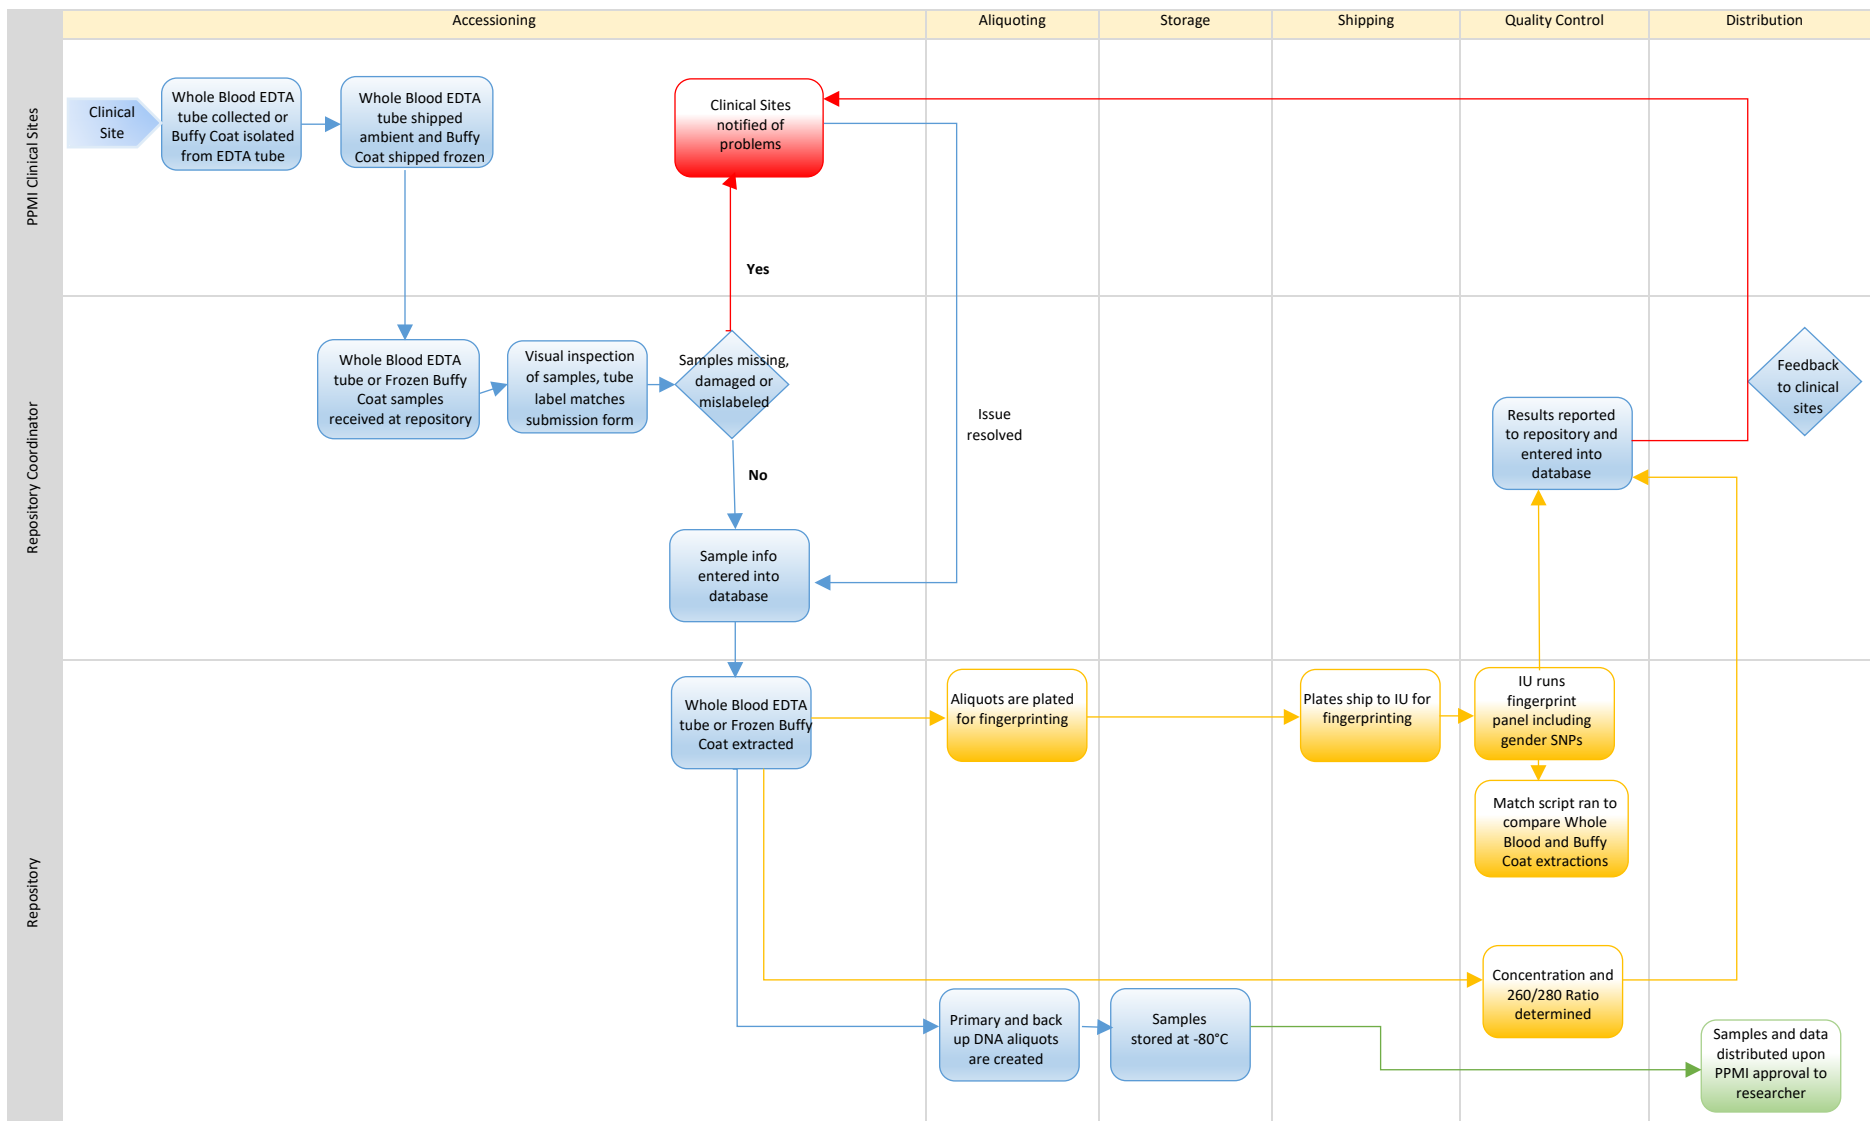 Accessioning
Aliquoting
Storage
Shipping
Quality Control
Distribution
PPMI Clinical Sites
Clinical
Site
Whole Blood EDTA
tube collected or
Buffy Coat isolated
from EDTA tube
Whole Blood EDTA
tube shipped
ambient and Buffy
Coat shipped frozen
Clinical Sites
notified of
problems
Yes
Repository Coordinator
Whole Blood EDTA
tube or Frozen Buffy
Coat samples
received at repository
Visual inspection
of samples, tube
label matches
submission form
Samples missing,
damaged or
mislabeled
No
Issue
resolved
Sample info
entered into
database
Results reported
to repository and
entered into
database
Feedback
to clinical
sites
Repository
Whole Blood EDTA
tube or Frozen Buffy
Coat extracted
Aliquots are plated
for fingerprinting
Plates ship to IU for
fingerprinting
IU runs
fingerprint
panel including
gender SNPs
Match script ran to
compare Whole
Blood and Buffy
Coat extractions
Concentration and
260/280 Ratio
determined
Primary and back
up DNA aliquots
are created
Samples
stored at -80°C
Samples and data
distributed upon
PPMI approval to
researcher